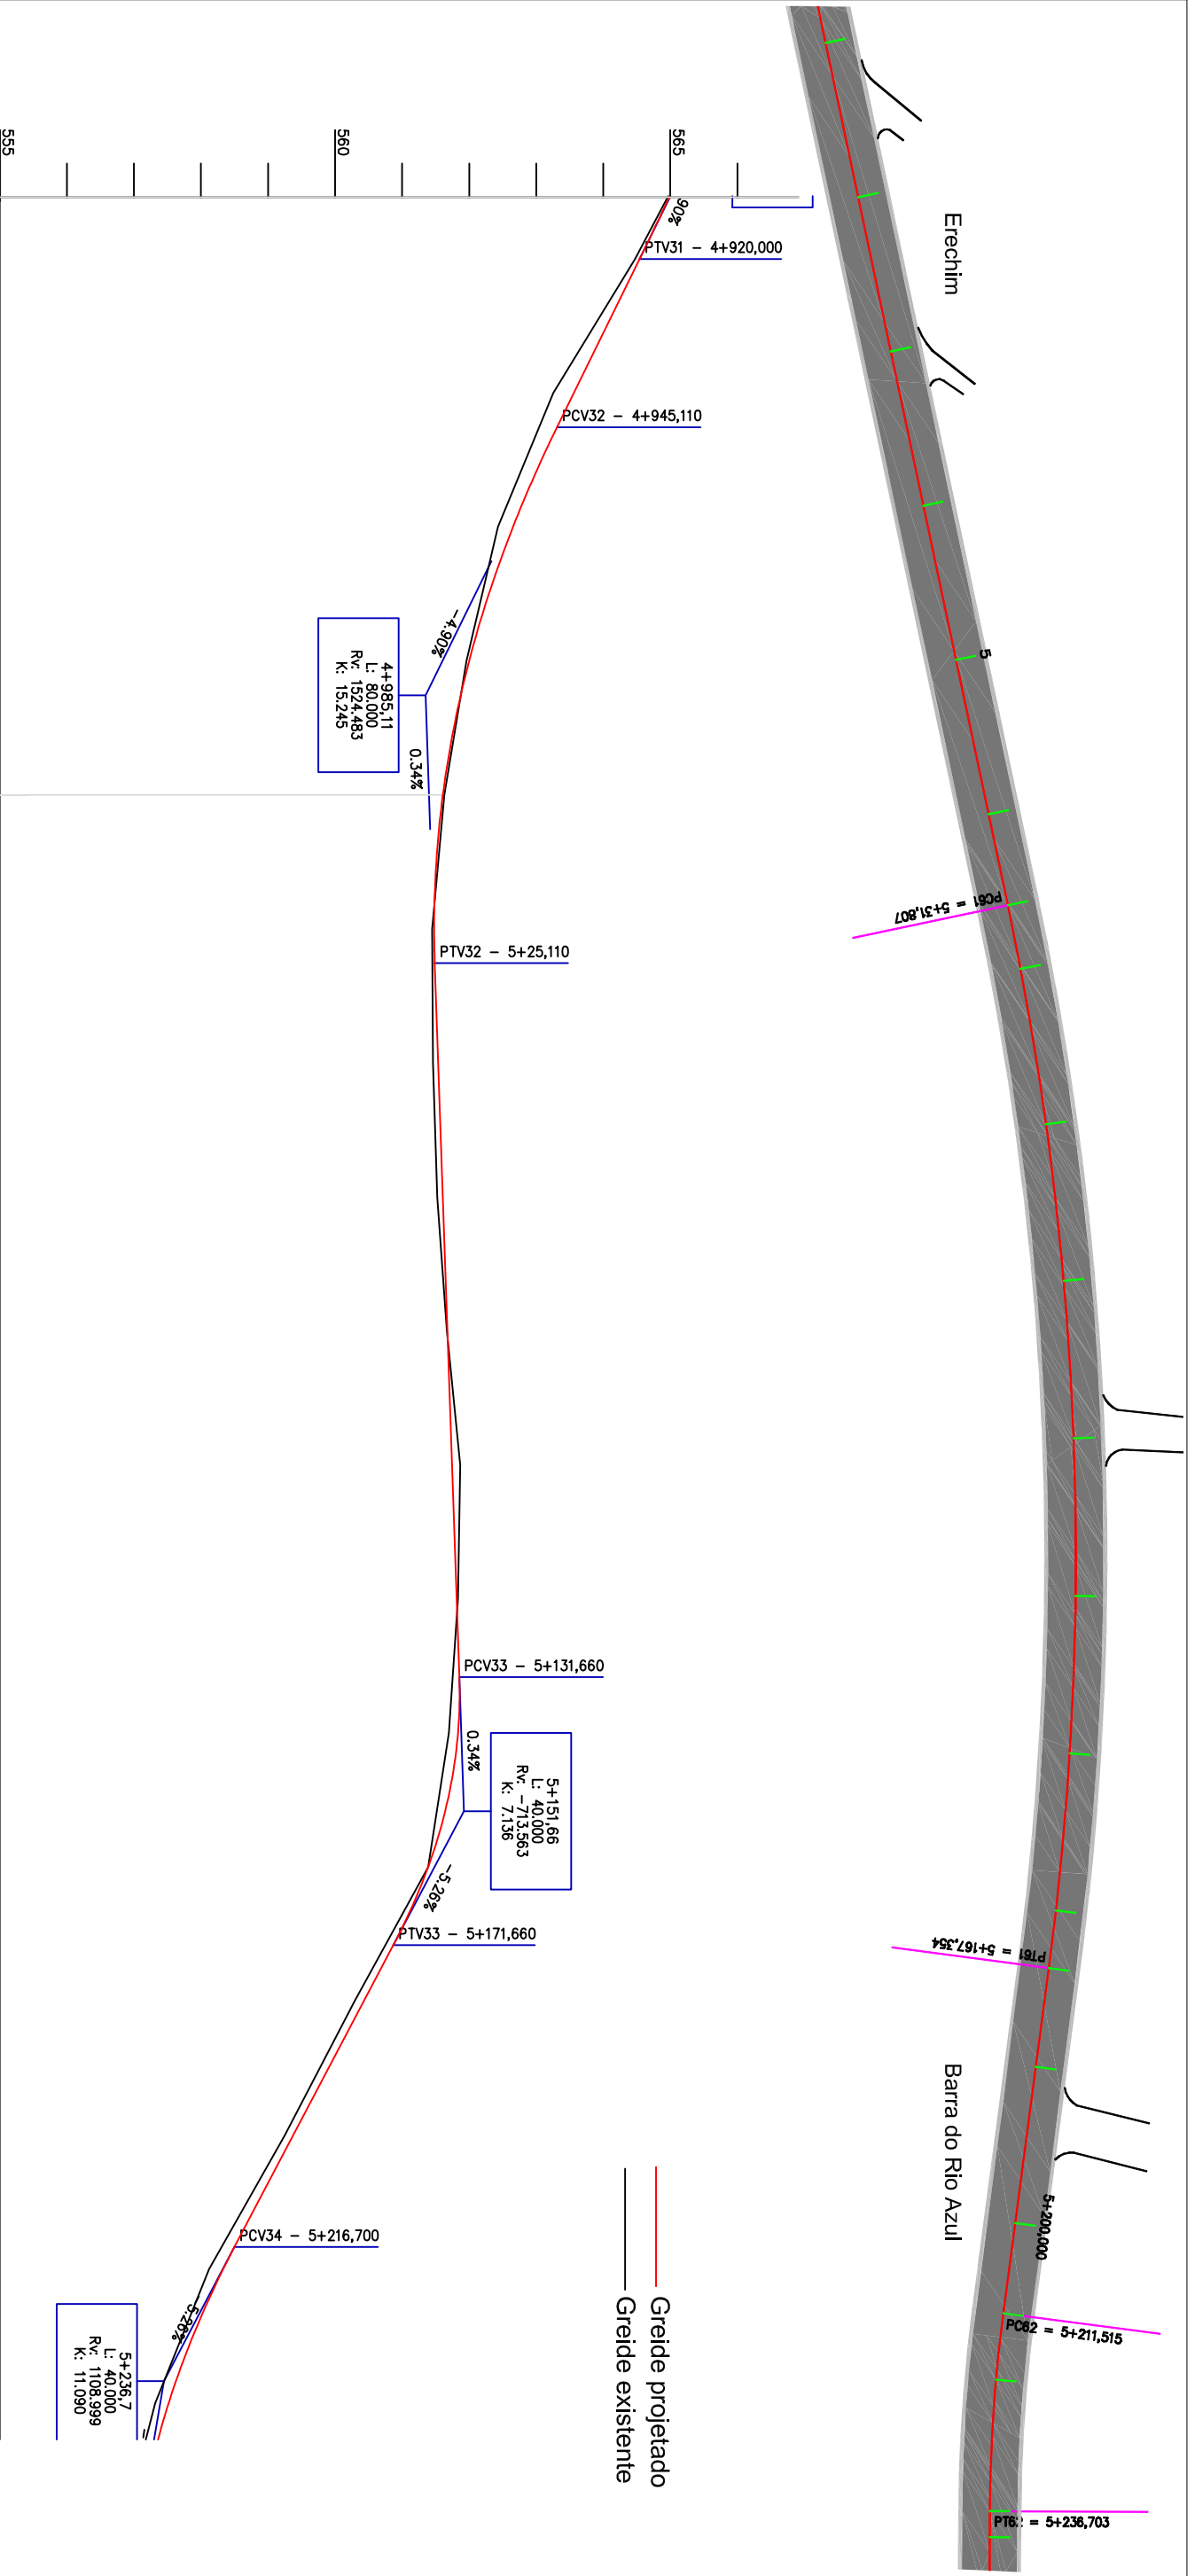 Erechim
5
PC61 = 5+31,807
PT61 = 5+167,354
Barra do Rio Azul
5+200,000
PC62 = 5+211,515
= 5+236,703
565
560
555
90%
PTV31 - 4+920,000
PCV32 - 4+945,110
-4.90%
4+985,11
L: 80.000
Rv: 1524.483
K: 15.245
0.34%
PTV32 - 5+25,110
PCV33 - 5+131,660
0.34%
5+151,66
L: 40.000
Rv: -713.563
K: 7.136
-5.26%
PTV33 - 5+171,660
PCV34 - 5+216,700
5.26%
5+236,7
L: 40.000
Rv: 1108.999
K: 11.090
Greide projetado
Greide existente